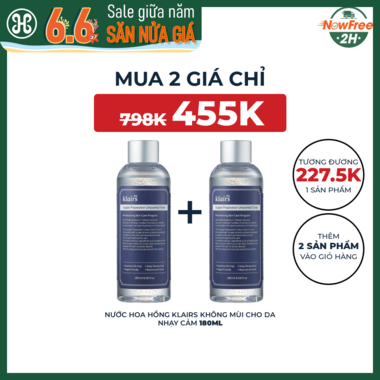 6.6
Sale giữa năm
SĂN NỬA GIÁ
NowFree
2H
MUA 2 GIÁ CHỈ
798K 455K
klairs
klairs
+
TƯƠNG ĐƯƠNG
227.5K
1 SẢN PHẨM
THÊM
2 SẢN PHẨM
VÀO GIỎ HÀNG
NƯỚC HOA HỒNG KLAIRS KHÔNG MÙI CHO DA
NHẠY CẢM 180ML